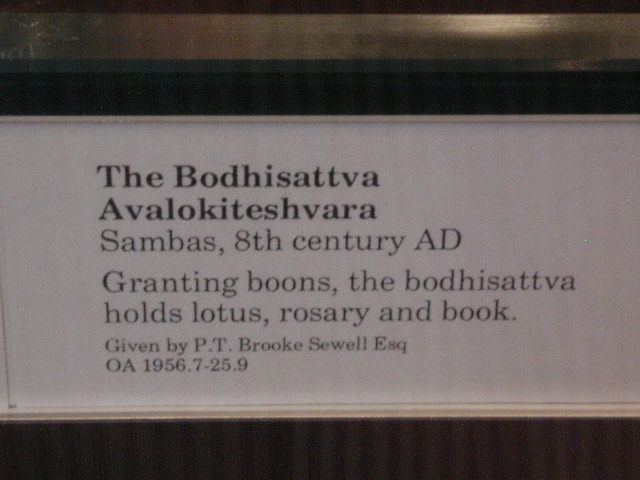 The Bodhisattva
Avalokiteshvara
Sambas, 8th century AD
Granting boons, the bodhisattva
holds lotus, rosary and book.
Given by P.T. Brooke Sewell Esq
OA 1956.7-25.9